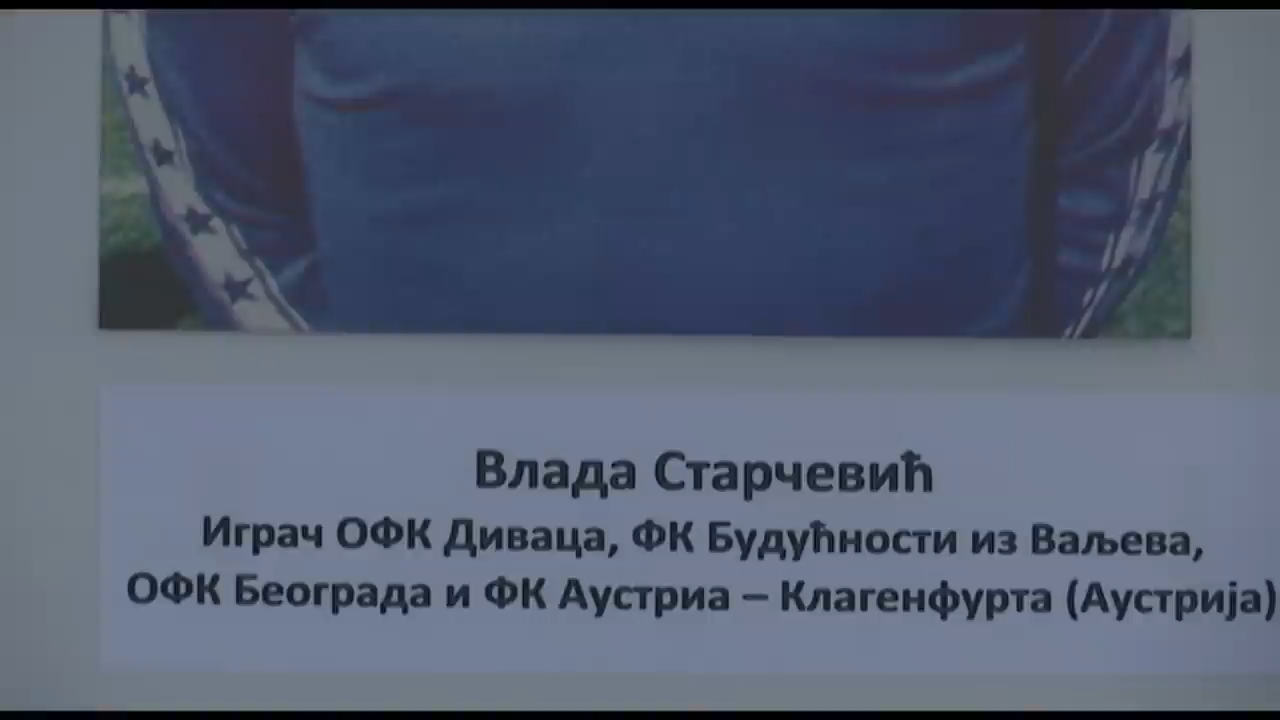 Влада Старчевић
Играч ОФК Диваца, ФК Будућности из Ваљева,
ОФК Београда и ФК Аустриа – Клагенфурта (Аустрија)